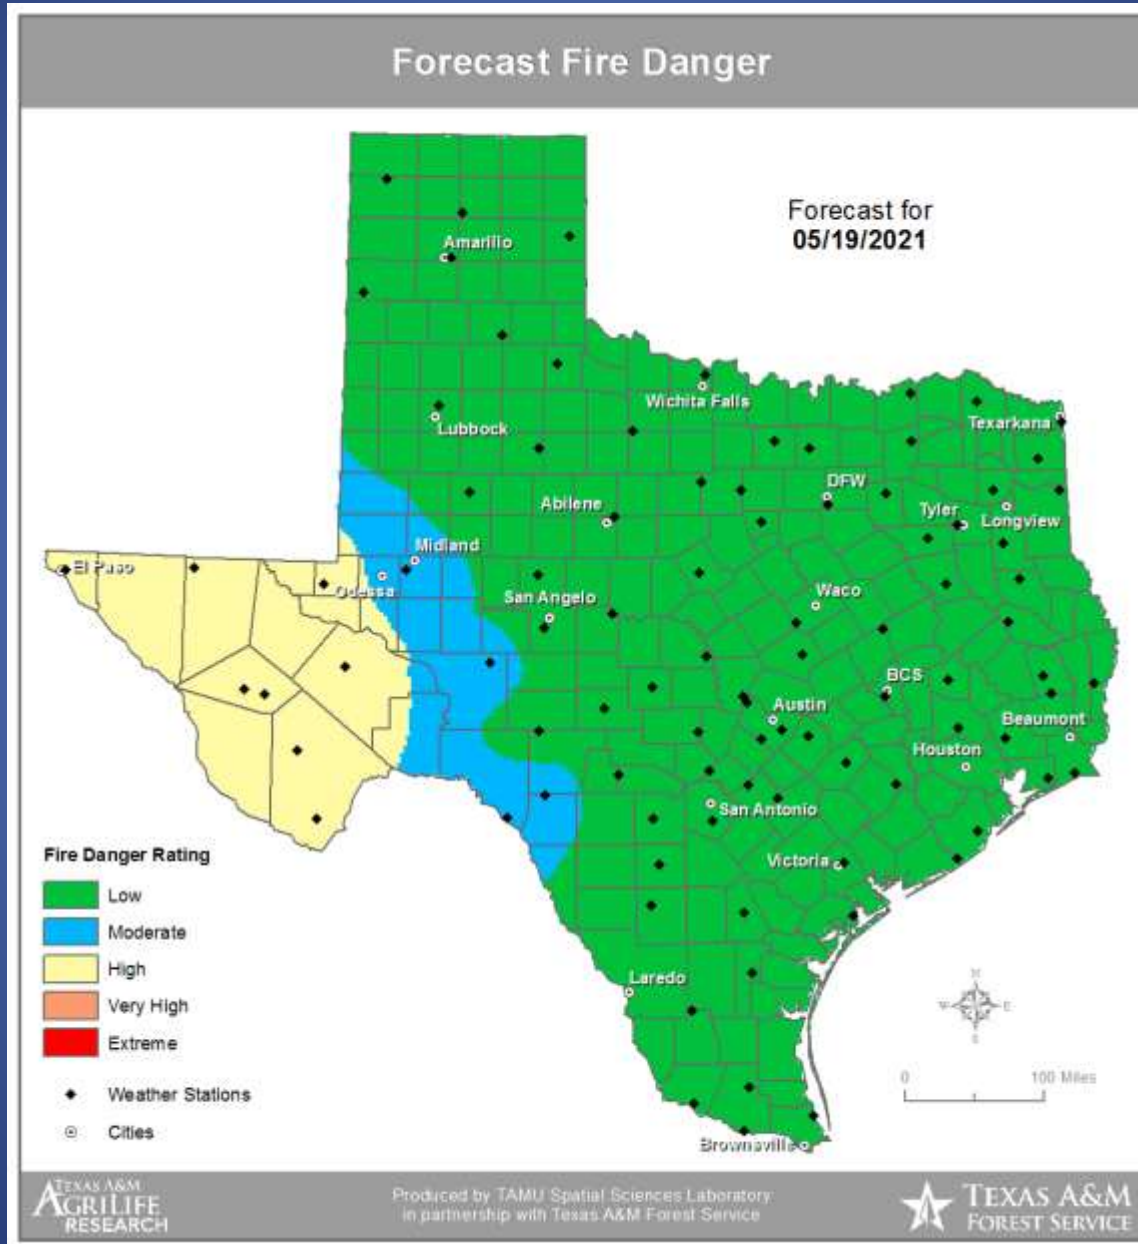 Forecast Fire Danger
Forecast for
05/19/2021
Amarillo
Wichita Falls
Lubbock
Texarkana
DFW
Abilene
Tyler
Longview
Midland
El Paso
Odessa
San Angelo
Waco
BCS
Austin
Beaumont
Houston
San Antonio
Victoria
Laredo
Brownsville
Fire Danger Rating
Low
Moderate
High
Very High
Extreme
Weather Stations
Cities
N
W E
S
0 100 Miles
TEXAS A&M
AGRILIFE
RESEARCH
Produced by TAMU Spatial Sciences Laboratory
in partnership with Texas A&M Forest Service
TEXAS A&M
FOREST SERVICE